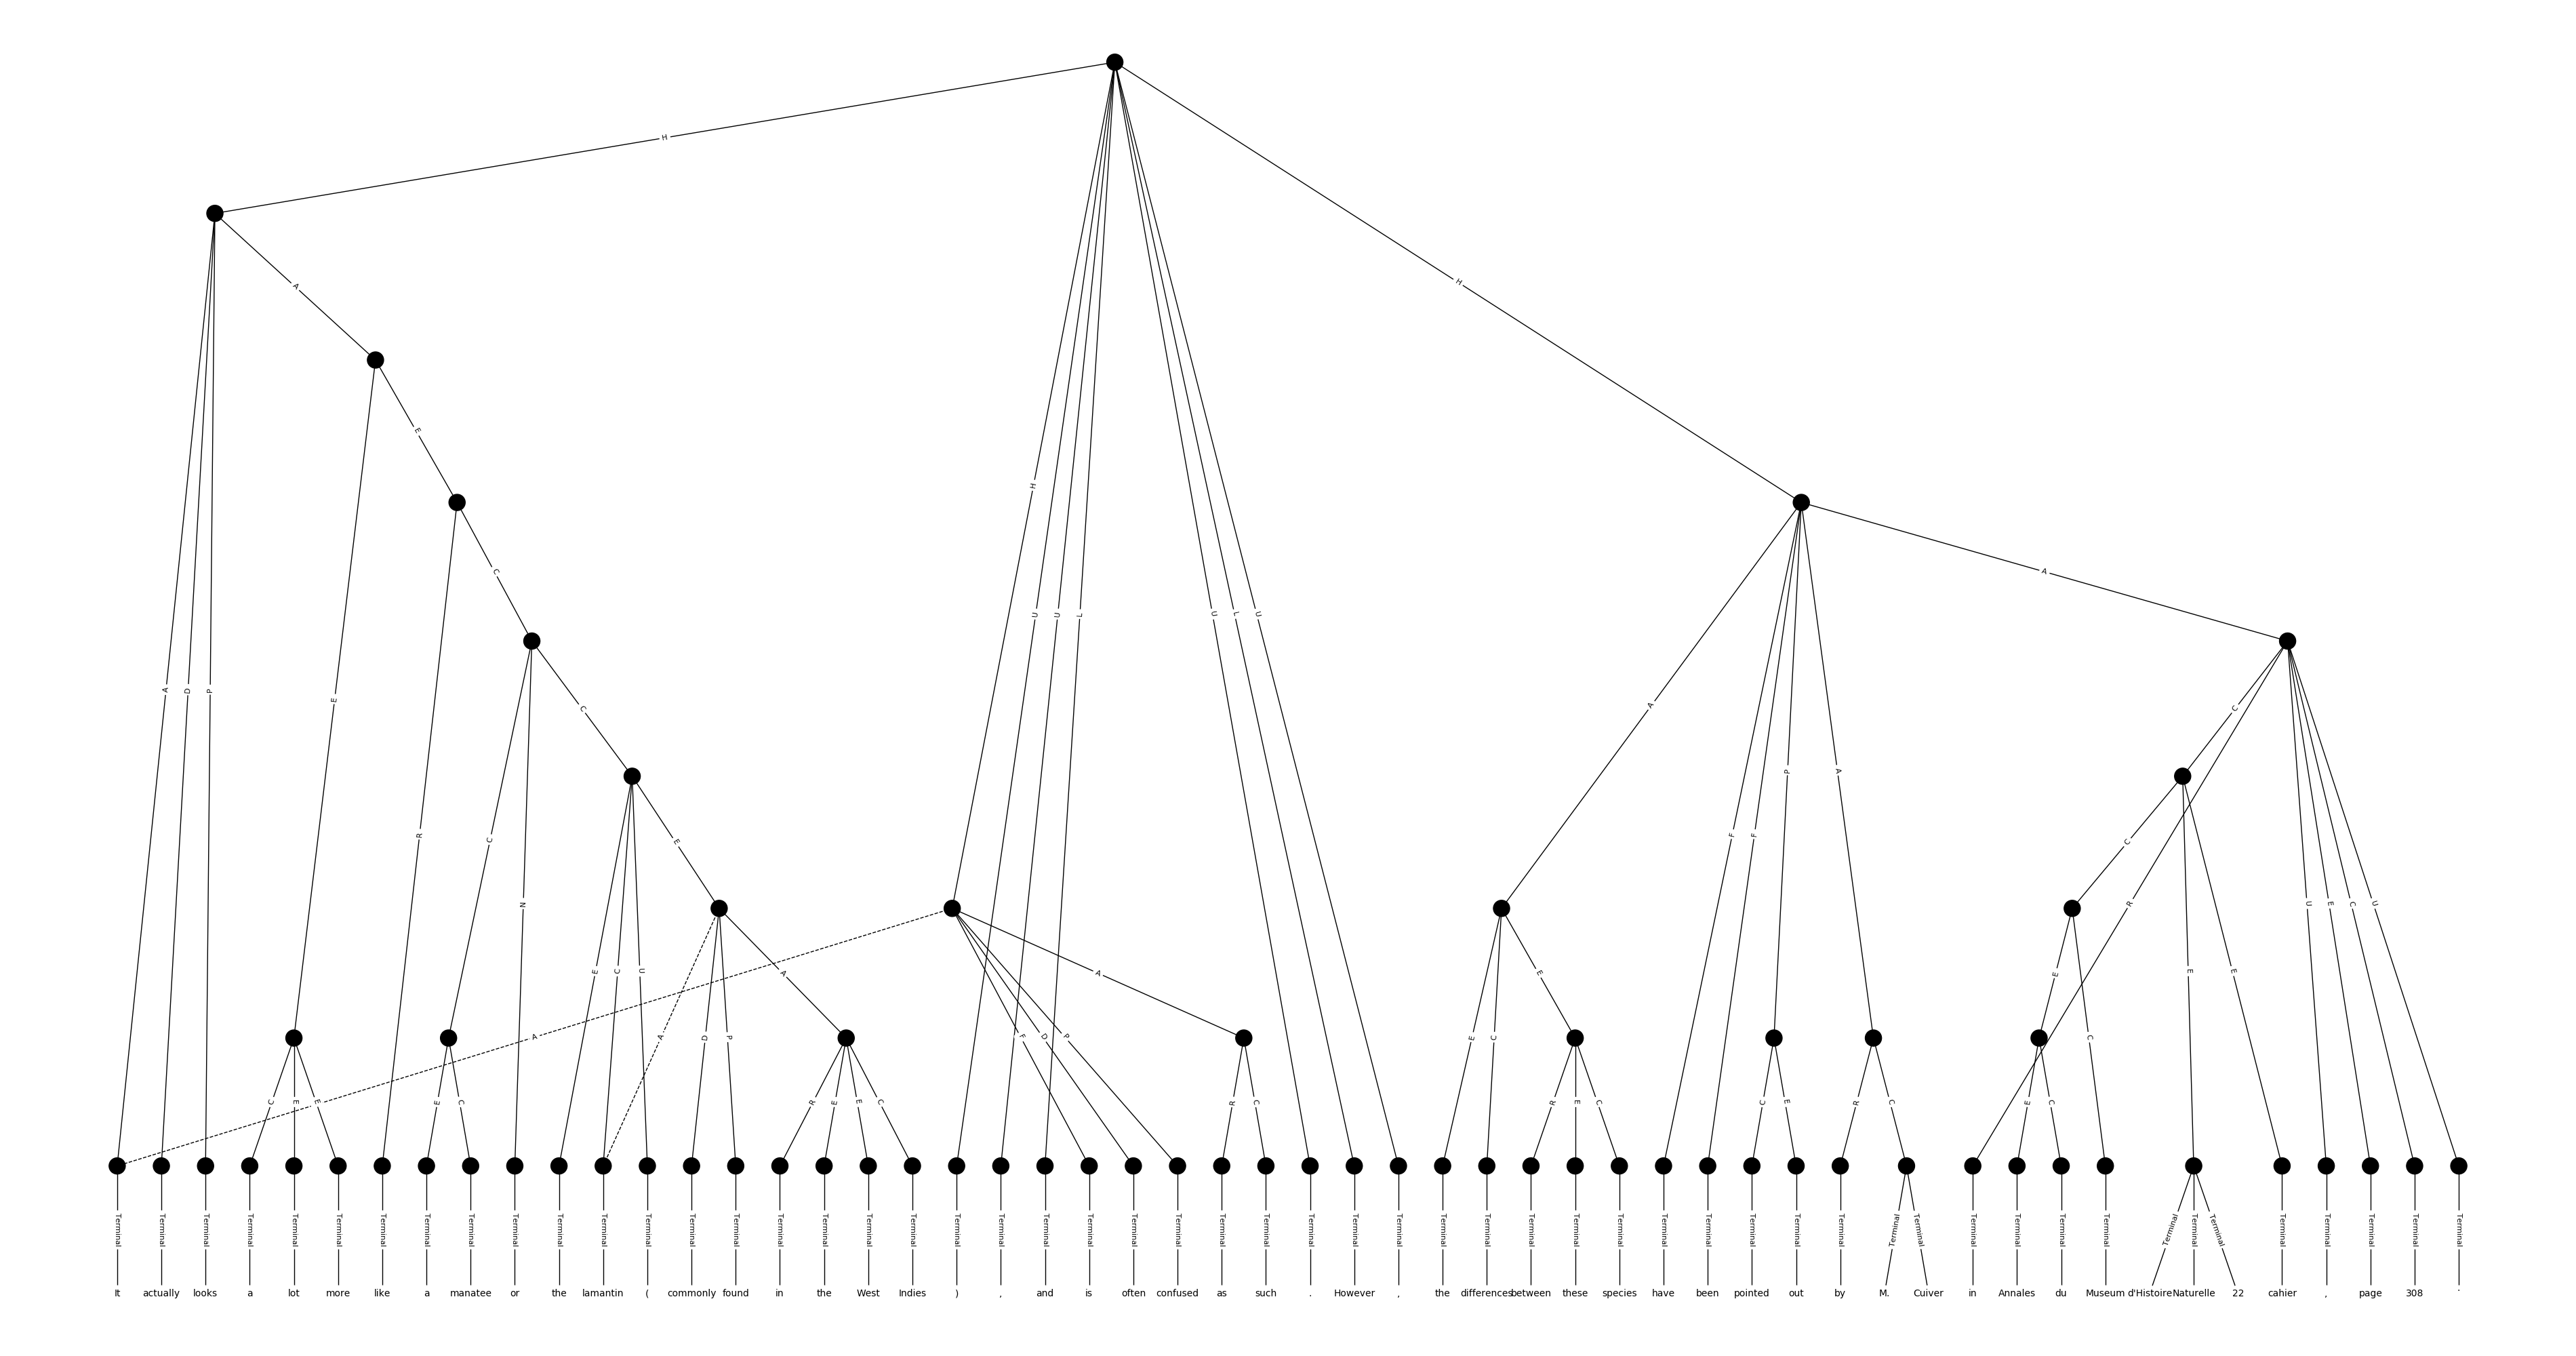 H
H
A
E
C
H
U
U
L
U
L
U
A
A
D
P
E
R
C
N
C
E
C
U
E
A
F
F
P
A
C
C
R
E
E
U
E
C
U
A
A
D
P
A
A
F
D
P
E
C
E
E
C
C
E
E
E
C
R
E
E
C
R
C
R
E
C
C
E
R
C
E
C
Terminal Terminal Terminal Terminal Terminal Terminal Terminal Terminal Terminal Terminal Terminal Terminal Terminal Terminal Terminal Terminal Terminal Terminal Terminal Terminal Terminal Terminal Terminal Terminal Terminal Terminal Terminal Terminal Terminal Terminal Terminal Terminal Terminal Terminal Terminal Terminal Terminal Terminal Terminal Terminal Terminal Terminal Terminal Terminal Terminal Terminal Terminal Terminal Terminal Terminal Terminal Terminal Terminal Terminal
It actually looks a lot more like a manatee or the lamantin ( commonly found in the West Indies ) , and is often confused as such . However , the differences between these species have been pointed out by M. Cuiver in Annales du Museum d'Histoire Naturelle 22 cahier , page 308 .